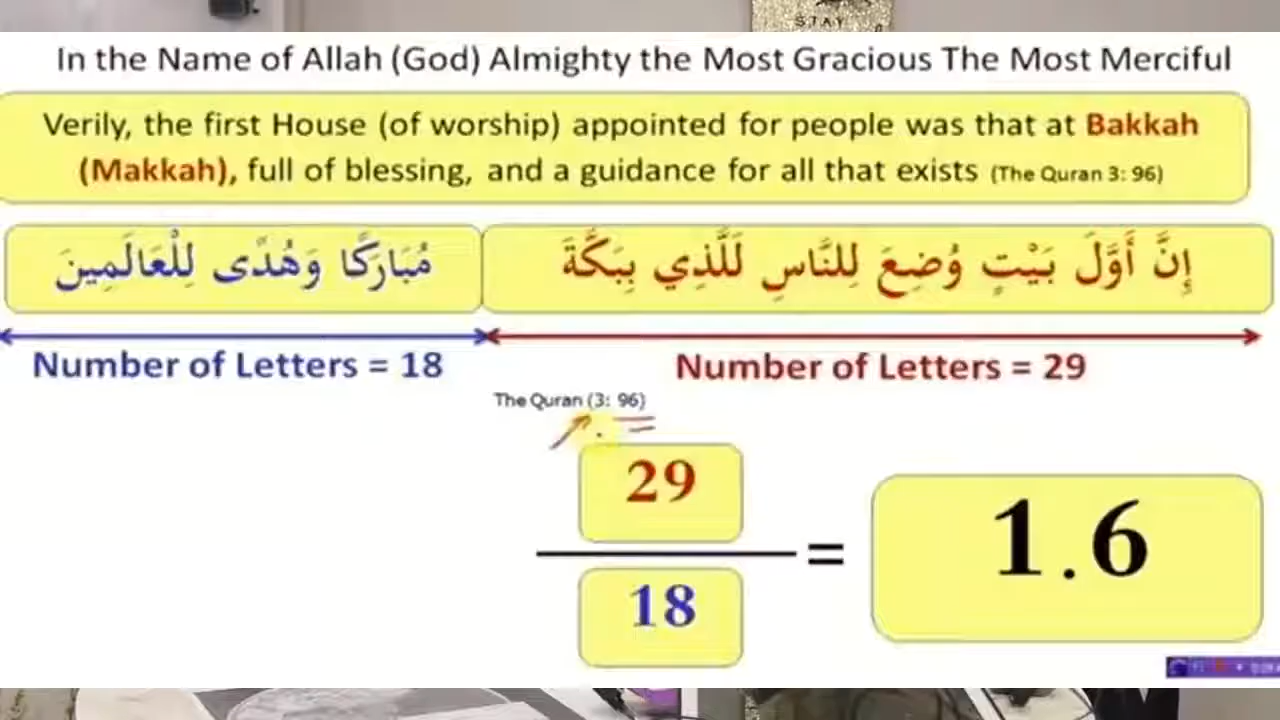 STAY
In the Name of Allah (God) Almighty the Most Gracious The Most Merciful
Verily, the first House (of worship) appointed for people was that at Bakkah
(Makkah), full of blessing, and a guidance for all that exists (The Quran 3: 96)
إِنَّ أَوَّلَ بَيْتٍ وُضِعَ لِلنَّاسِ لَلَّذِي بِبَكَّةَ
مُبَارَكًا وَهُدًى لِلْعَالَمِينَ
Number of Letters = 18
Number of Letters = 29
The Quran (3: 96)
29
18
=
1.6